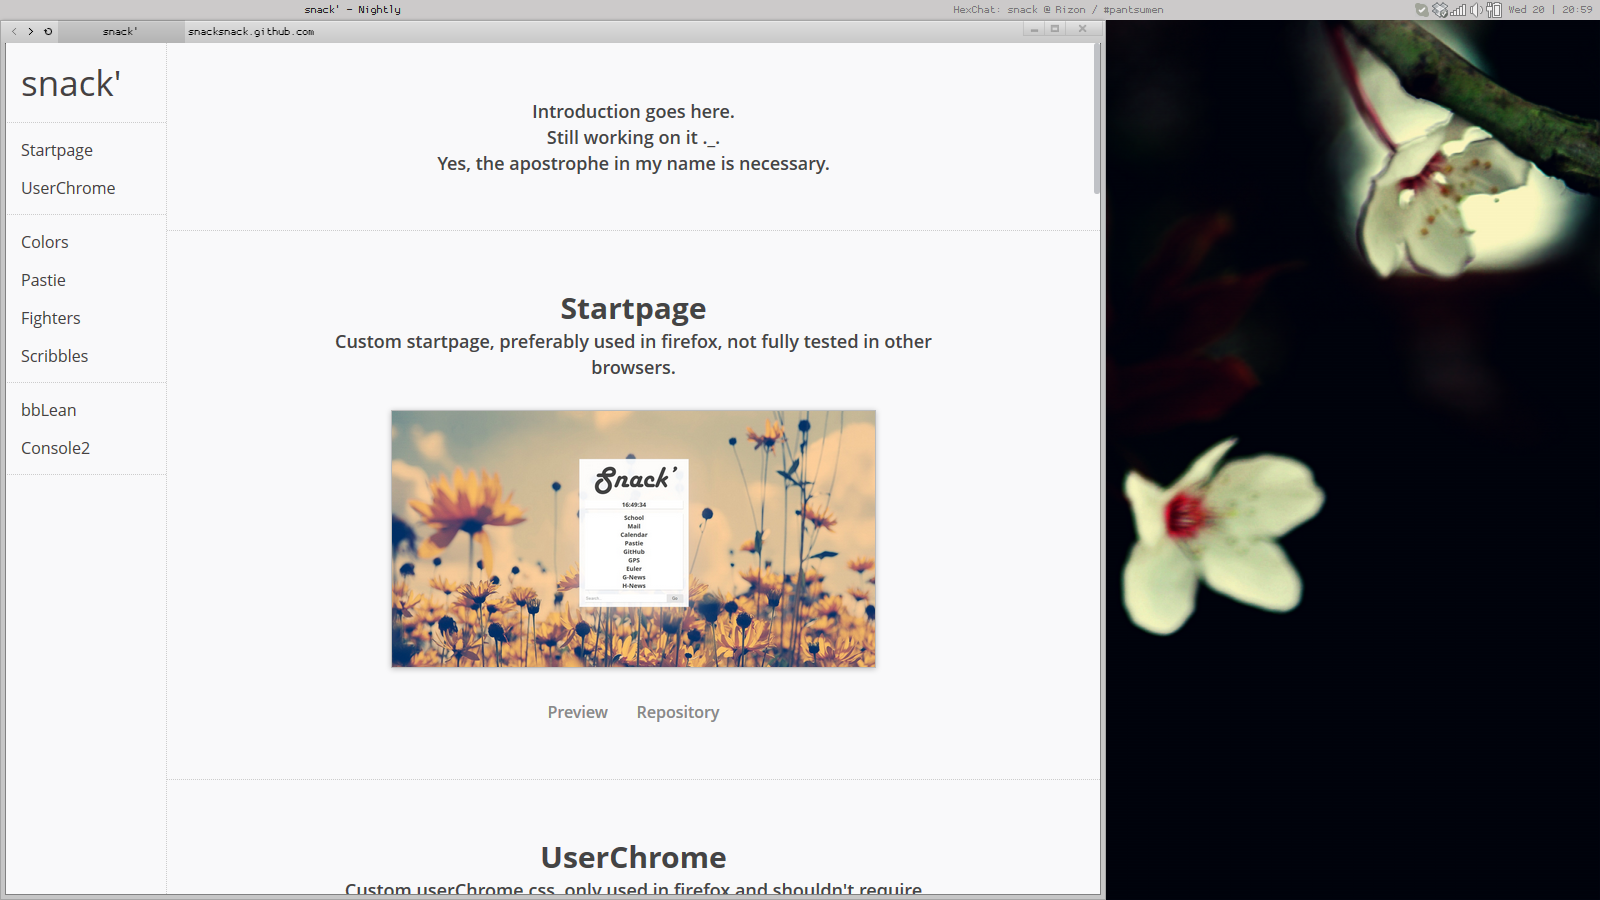 snack' - Nightly
HexChat: snack @ Rizon / #pantsumen
Wed 20 | 20:59
snack'
snacksnack.github.com
snack'
Startpage
UserChrome
Colors
Pastie
Fighters
Scribbles
bbLean
Console2
Introduction goes here.
Still working on it ._.
Yes, the apostrophe in my name is necessary.
Startpage
Custom startpage, preferably used in firefox, not fully tested in other
browsers.
Snack'
16:49:34
School
Mail
Calendar
Pastie
GitHub
GPS
Euler
G-News
H-News
Search...
Go
Preview
Repository
UserChrome
Custom userChrome.css, only used in firefox and shouldn't require